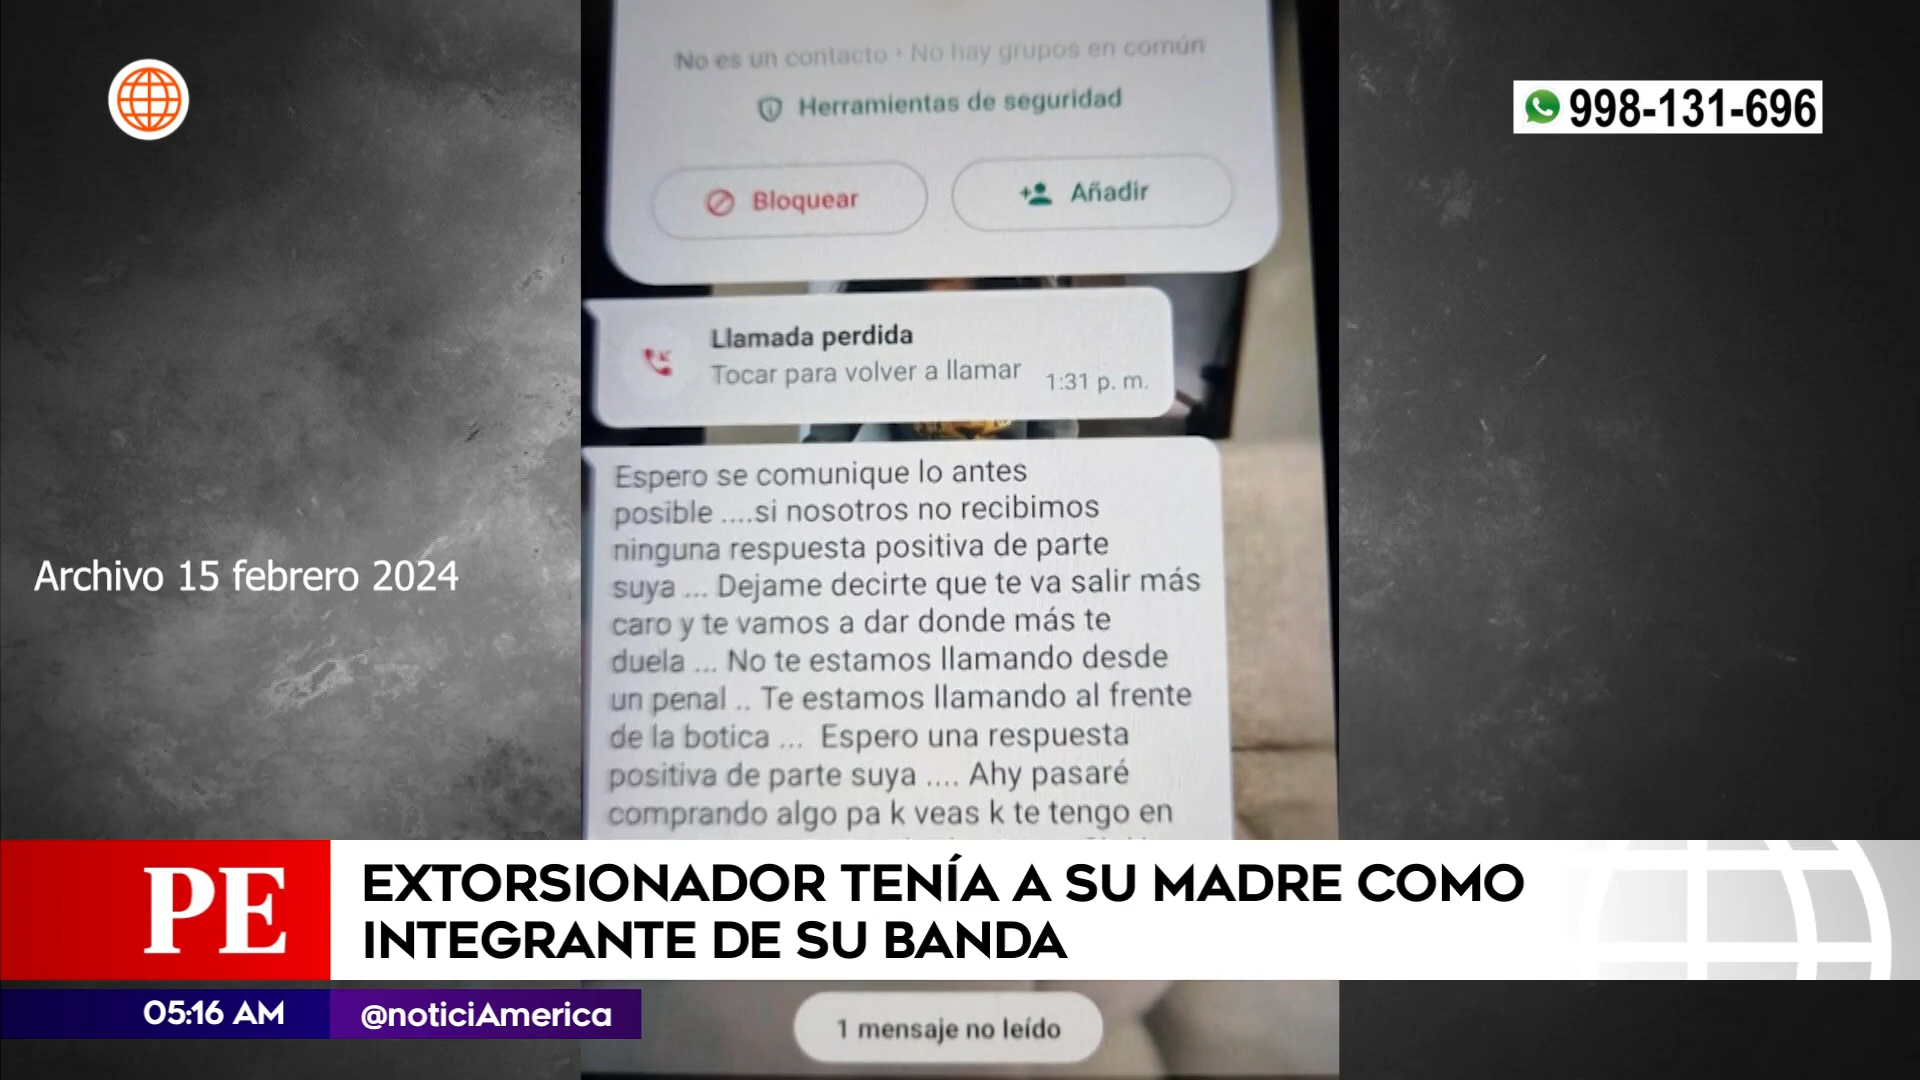 No es un contacto • No hay grupos en común
Herramientas de seguridad
998-131-696
Bloquear
Añadir
Llamada perdida
Tocar para volver a llamar
1:31 p. m.
Espero se comunique lo antes
posible ....si nosotros no recibimos
ninguna respuesta positiva de parte
suya ... Dejame decirte que te va salir más
caro y te vamos a dar donde más te
duela ... No te estamos llamando desde
un penal .. Te estamos llamando al frente
de la botica ... Espero una respuesta
positiva de parte suya .... Ahy pasaré
comprando algo pa k veas k te tengo en
Archivo 15 febrero 2024
PE
EXTORSIONADOR TENÍA A SU MADRE COMO
INTEGRANTE DE SU BANDA
05:16 AM
@noticiAmerica
1 mensaje no leído